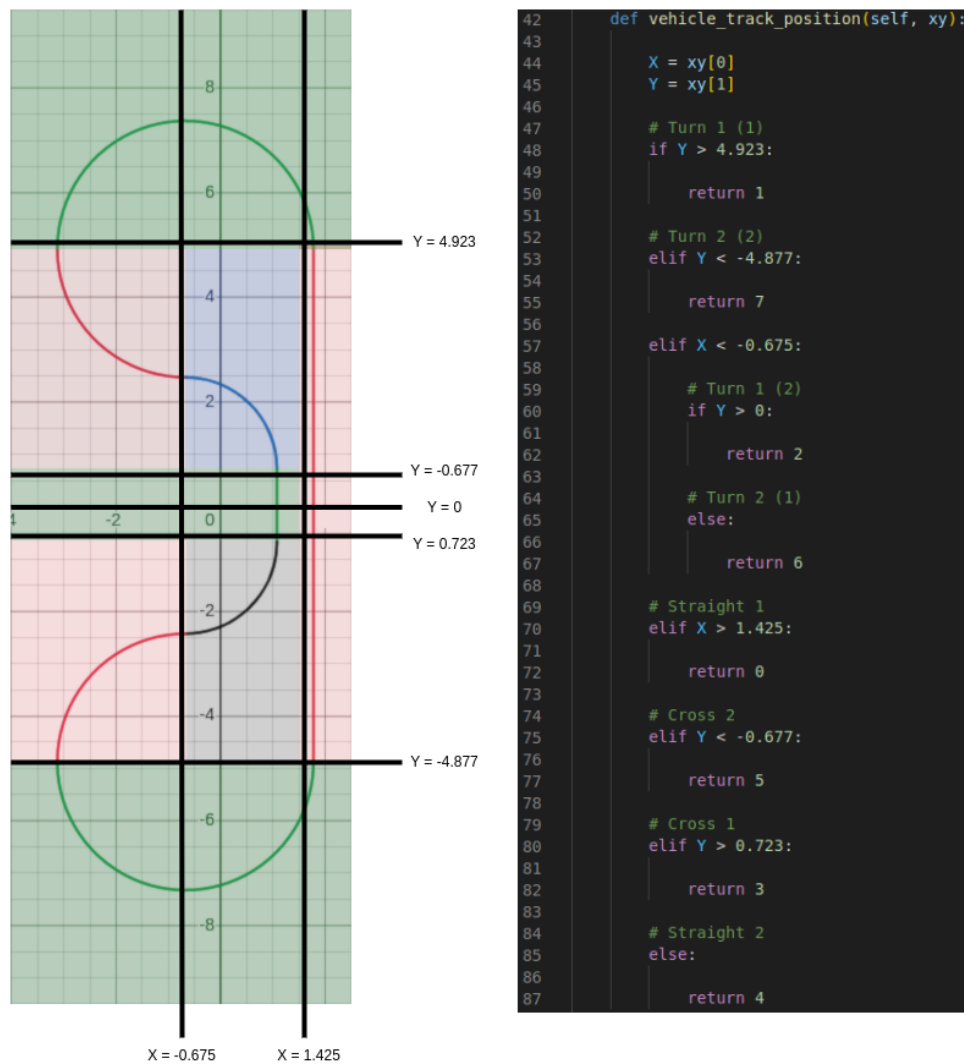 8
6
Y = 4.923
4
2
Y = -0.677
Y = 0
4 -2 0
Y = 0.723
-2
-4
Y = -4.877
-6
-8
X = -0.675 X = 1.425
42 def vehicle_track_position(self, xy):
43
44 X = xy[0]
45 Y = xy[1]
46
47 # Turn 1 (1)
48 if Y > 4.923:
49
50 return 1
51
52 # Turn 2 (2)
53 elif Y < -4.877:
54
55 return 7
56
57 elif X < -0.675:
58
59 # Turn 1 (2)
60 if Y > 0:
61
62 return 2
63
64 # Turn 2 (1)
65 else:
66
67 return 6
68
69 # Straight 1
70 elif X > 1.425:
71
72 return 0
73
74 # Cross 2
75 elif Y < -0.677:
76
77 return 5
78
79 # Cross 1
80 elif Y > 0.723:
81
82 return 3
83
84 # Straight 2
85 else:
86
87 return 4